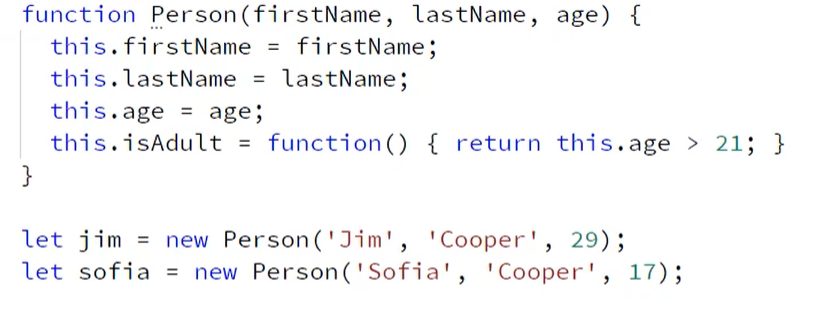 function Person(firstName, lastName, age) {
  this.firstName = firstName;
  this.lastName = lastName;
  this.age = age;
  this.isAdult = function() { return this.age > 21; }
}
let jim = new Person('Jim', 'Cooper', 29);
let sofia = new Person('Sofia', 'Cooper', 17);